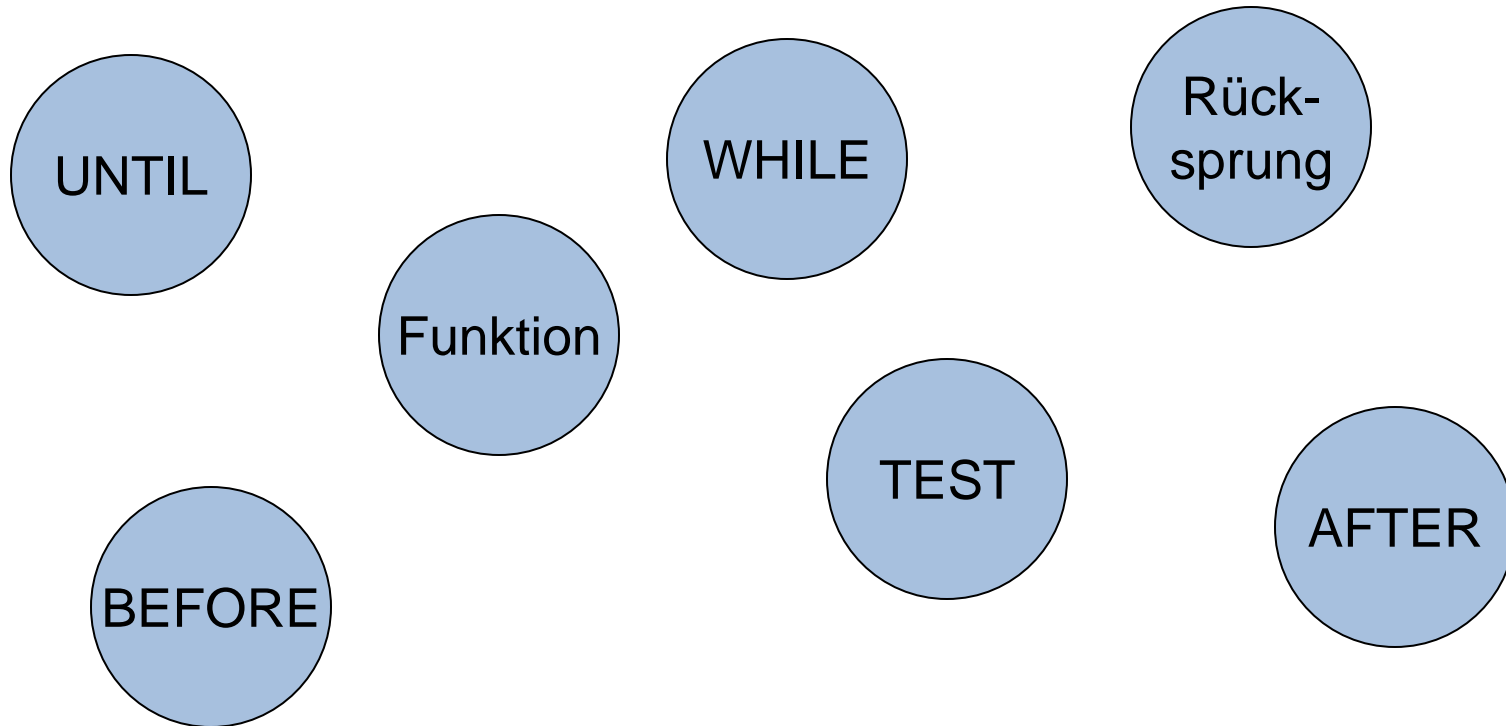 UNTIL
WHILE
Rück-
sprung
Funktion
TEST
AFTER
BEFORE